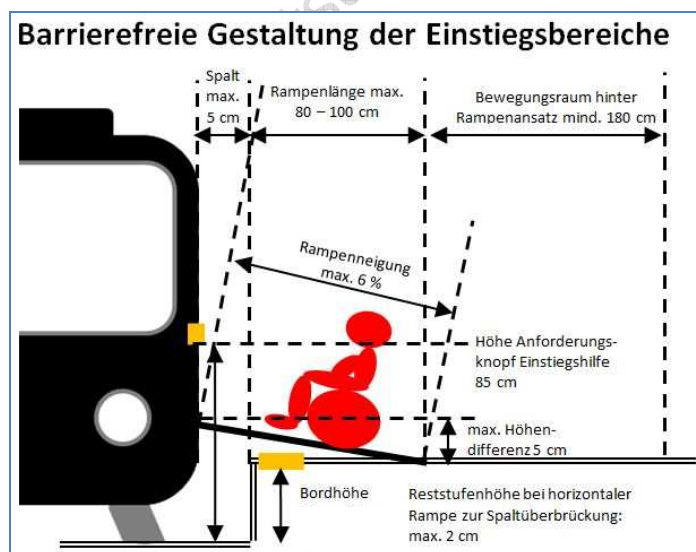 Barrierefreie Gestaltung der Einstiegsbereiche
Spalt
max.
5 cm
Rampenlänge max.
80 – 100 cm
Bewegungsraum hinter
Rampenansatz mind. 180 cm
Rampenneigung
max. 6 %
Höhe Anforderungs-
knopf Einstiegshilfe
85 cm
max. Höhen-
differenz 5 cm
Bordhöhe
Reststufenhöhe bei horizontaler
Rampe zur Spaltüberbrückung:
max. 2 cm